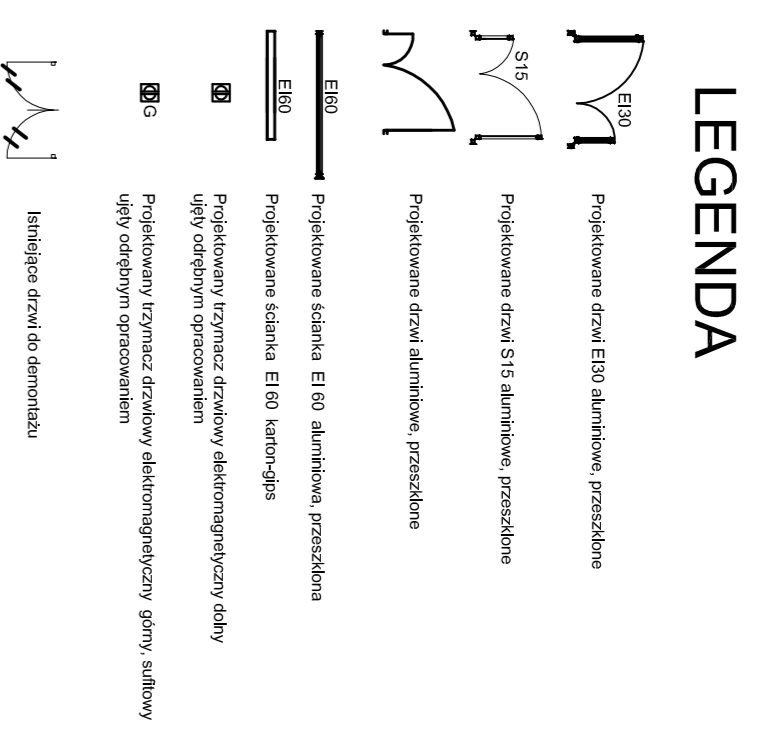 LEGENDA
EI30
Projektowane drzwi EI30 aluminiowe, przeszklone
S15
Projektowane drzwi S15 aluminiowe, przeszklone
Projektowane drzwi aluminiowe, przeszklone
EI60
Projektowane ścianka EI 60 aluminiowa, przeszklona
EI60
Projektowane ścianka EI 60 karton-gips
Projektowany trzymacz drzwiowy elektromagnetyczny dolny
ujęty odrębnym opracowaniem
G
Projektowany trzymacz drzwiowy elektromagnetyczny górny, sufitowy
ujęty odrębnym opracowaniem
Istniejące drzwi do demontażu